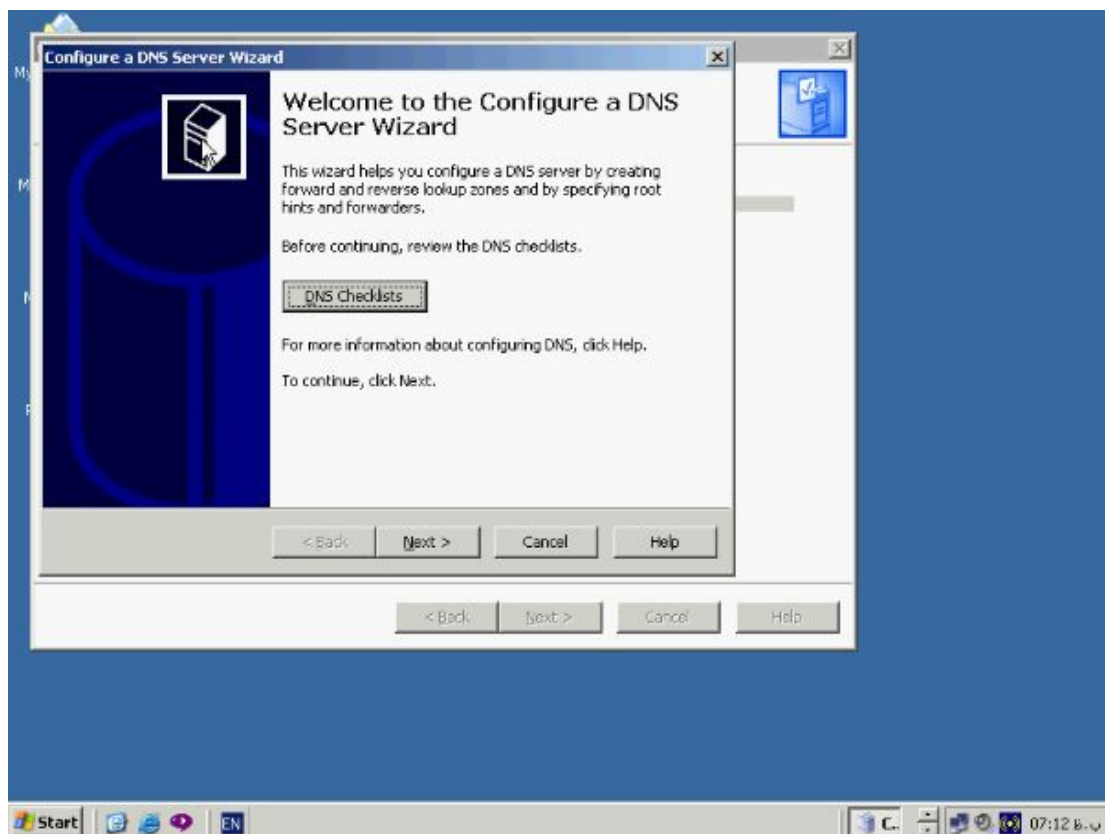 Configure a DNS Server Wizard
Welcome to the Configure a DNS
Server Wizard
This wizard helps you configure a DNS server by creating
forward and reverse lookup zones and by specifying root
hints and forwarders.
Before continuing, review the DNS checklists.
DNS Checklists
For more information about configuring DNS, click Help.
To continue, click Next.
< Back Next > Cancel Help
< Back Next > Cancel Help
Start EN C... 07:12 ب.ظ